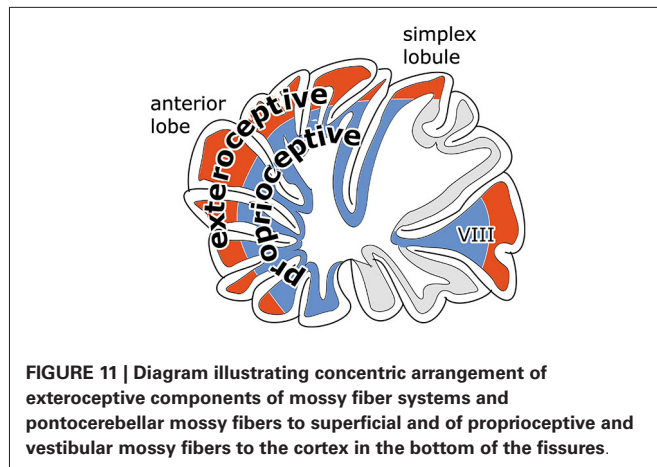 simplex
lobule
anterior
lobe
exteroceptive
proprioceptive
VIII
FIGURE 11 | Diagram illustrating concentric arrangement of
exteroceptive components of mossy fiber systems and
pontocerebellar mossy fibers to superficial and of proprioceptive and
vestibular mossy fibers to the cortex in the bottom of the fissures.